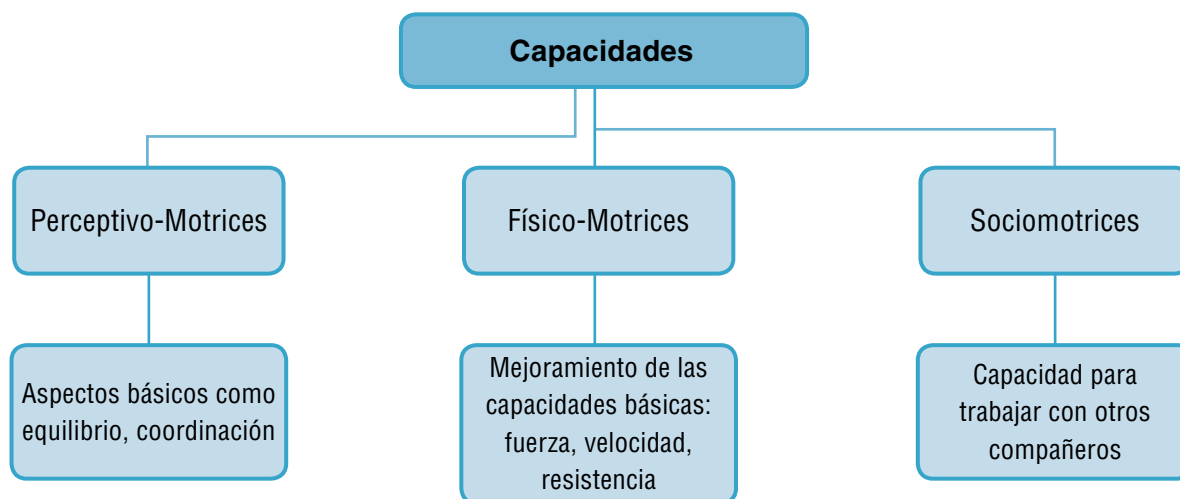 Capacidades
Perceptivo-Motrices
Físico-Motrices
Sociomotrices
Aspectos básicos como
equilibrio, coordinación
Mejoramiento de las
capacidades básicas:
fuerza, velocidad,
resistencia
Capacidad para
trabajar con otros
compañeros